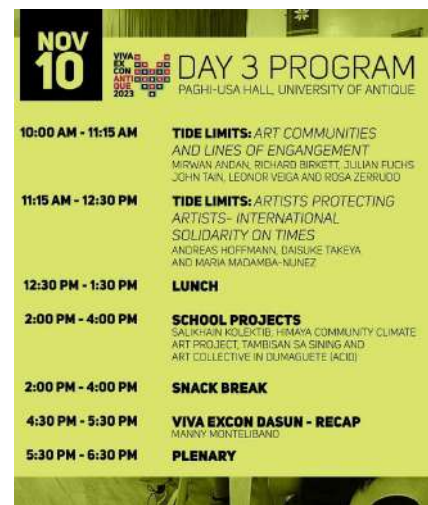 NOV
10
VIVA
EX
CON
ANTI
QUE
2023
DAY 3 PROGRAM
PAGHI-USA HALL, UNIVERSITY OF ANTIQUE
10:00 AM - 11:15 AM
TIDE LIMITS: ART COMMUNITIES
AND LINES OF ENGANGEMENT
MIRWAN ANDAN, RICHARD BIRKETT, JULIAN FUCHS
JOHN TAIN, LEONOR VEIGA AND ROSA ZERRUDO
11:15 AM - 12:30 PM
TIDE LIMITS: ARTISTS PROTECTING
ARTISTS- INTERNATIONAL
SOLIDARITY ON TIMES
ANDREAS HOFFMANN, DAISUKE TAKEYA
AND MARIA MADAMBA-NUNEZ
12:30 PM - 1:30 PM
LUNCH
2:00 PM - 4:00 PM
SCHOOL PROJECTS
SALIKHAIN KOLEKTIB, HIMAYA COMMUNITY CLIMATE
ART PROJECT, TAMBISAN SA SINING AND
ART COLLECTIVE IN DUMAGUETE (ACID)
2:00 PM - 4:00 PM
SNACK BREAK
4:30 PM - 5:30 PM
VIVA EXCON DASUN - RECAP
MANNY MONTELIBANO
5:30 PM - 6:30 PM
PLENARY